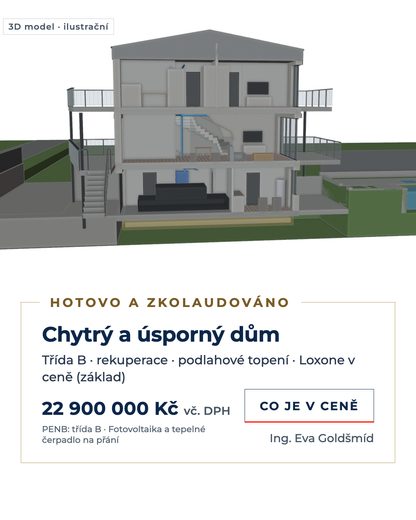 3D model · ilustrační
HOTOVO A ZKOLAUDOVÁNO
Chytrý a úsporný dům
Třída B · rekuperace · podlahové topení · Loxone v
ceně (základ)
22 900 000 Kč vč. DPH
CO JE V CENĚ
PENB: třída B · Fotovoltaika a tepelné
čerpadlo na přání
Ing. Eva Goldšmíd